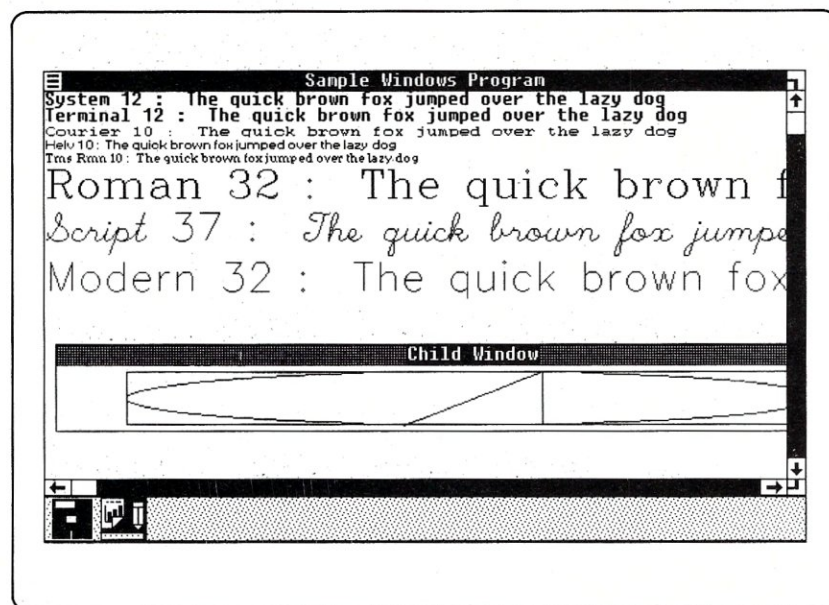 Sample Windows Program
System 12 : The quick brown fox jumped over the lazy dog
Terminal 12 : The quick brown fox jumped over the lazy dog
Courier 10 : The quick brown fox jumped over the lazy dog
Helv 10 : The quick brown fox jumped over the lazy dog
Tms Rmn 10 : The quick brown fox jumped over the lazy dog
Roman 32 : The quick brown f
Script 37 : The quick brown fox jumpe
Modern 32 : The quick brown fox
Child Window